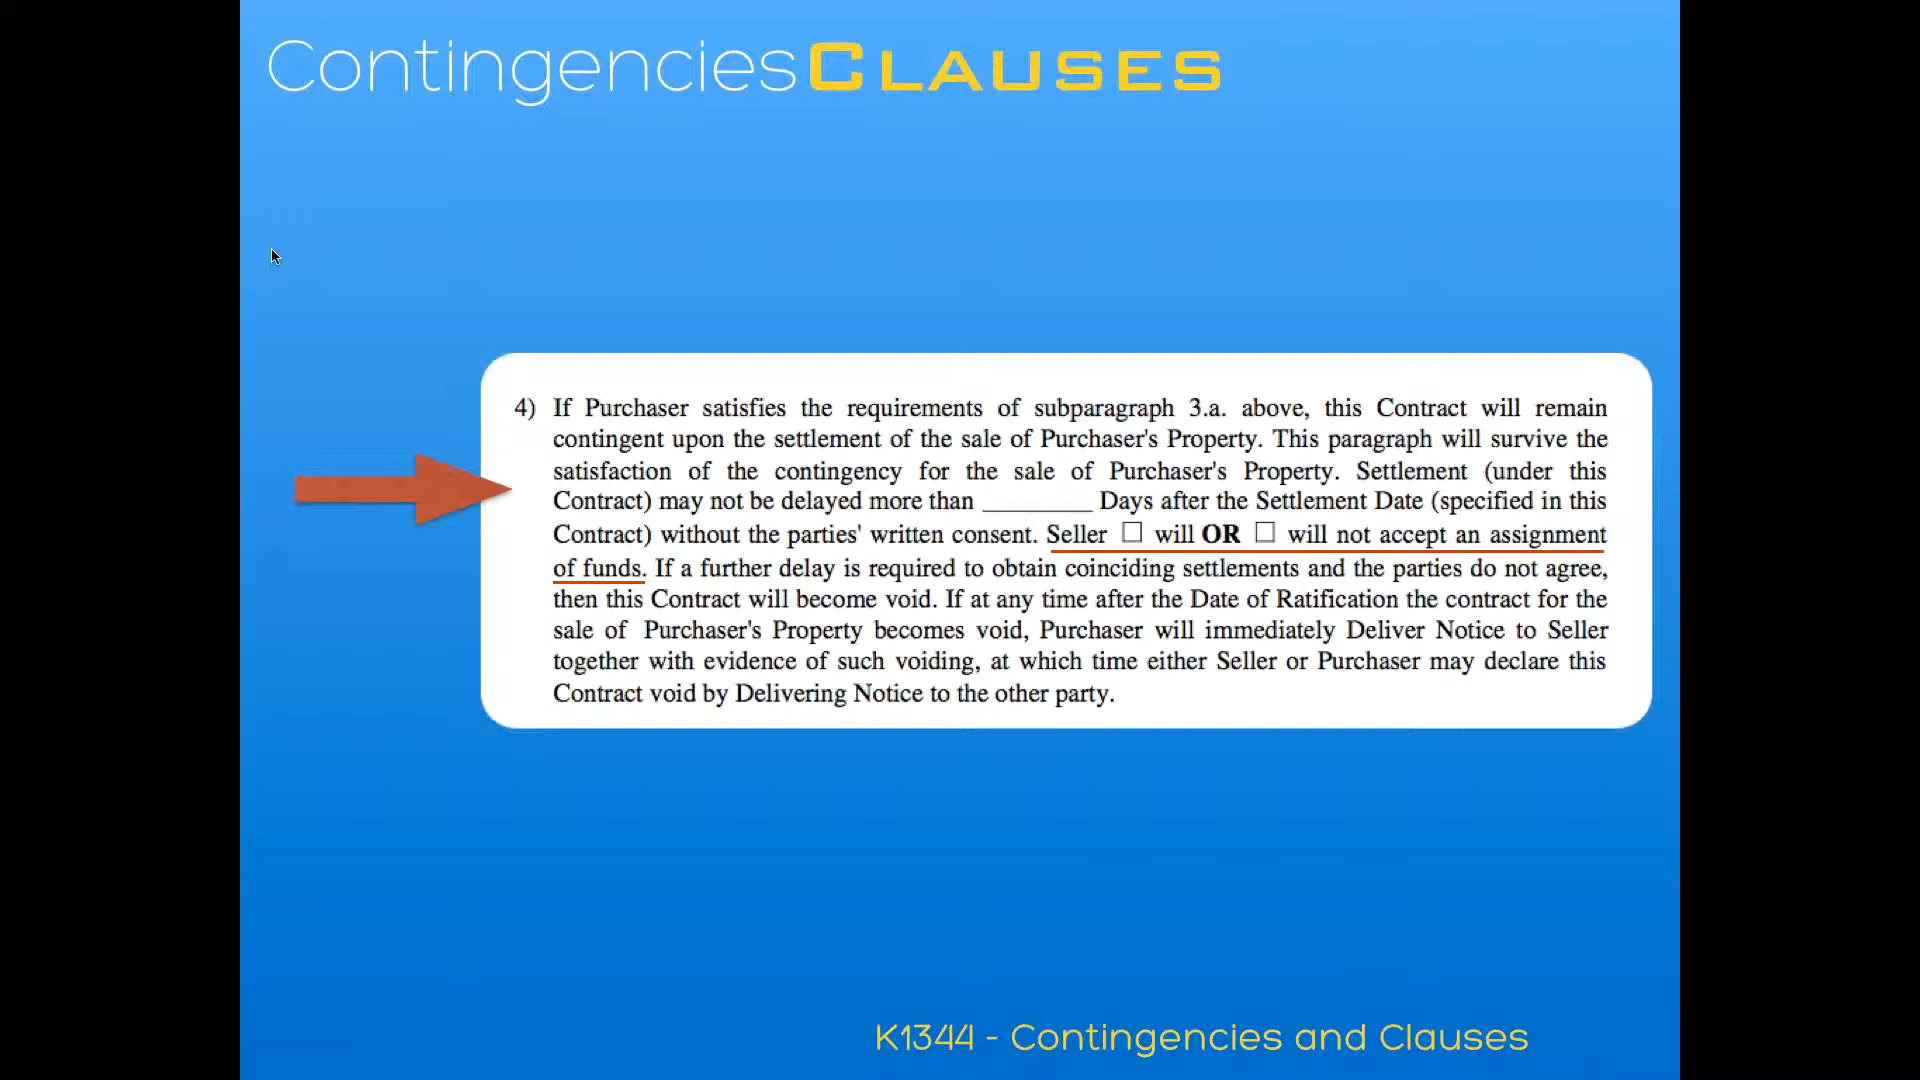 Contingencies CLAUSES
4) If Purchaser satisfies the requirements of subparagraph 3.a. above, this Contract will remain
contingent upon the settlement of the sale of Purchaser's Property. This paragraph will survive the
satisfaction of the contingency for the sale of Purchaser's Property. Settlement (under this
Contract) may not be delayed more than ________ Days after the Settlement Date (specified in this
Contract) without the parties' written consent. Seller ☐ will OR ☐ will not accept an assignment
of funds. If a further delay is required to obtain coinciding settlements and the parties do not agree,
then this Contract will become void. If at any time after the Date of Ratification the contract for the
sale of Purchaser's Property becomes void, Purchaser will immediately Deliver Notice to Seller
together with evidence of such voiding, at which time either Seller or Purchaser may declare this
Contract void by Delivering Notice to the other party.
K1344 - Contingencies and Clauses